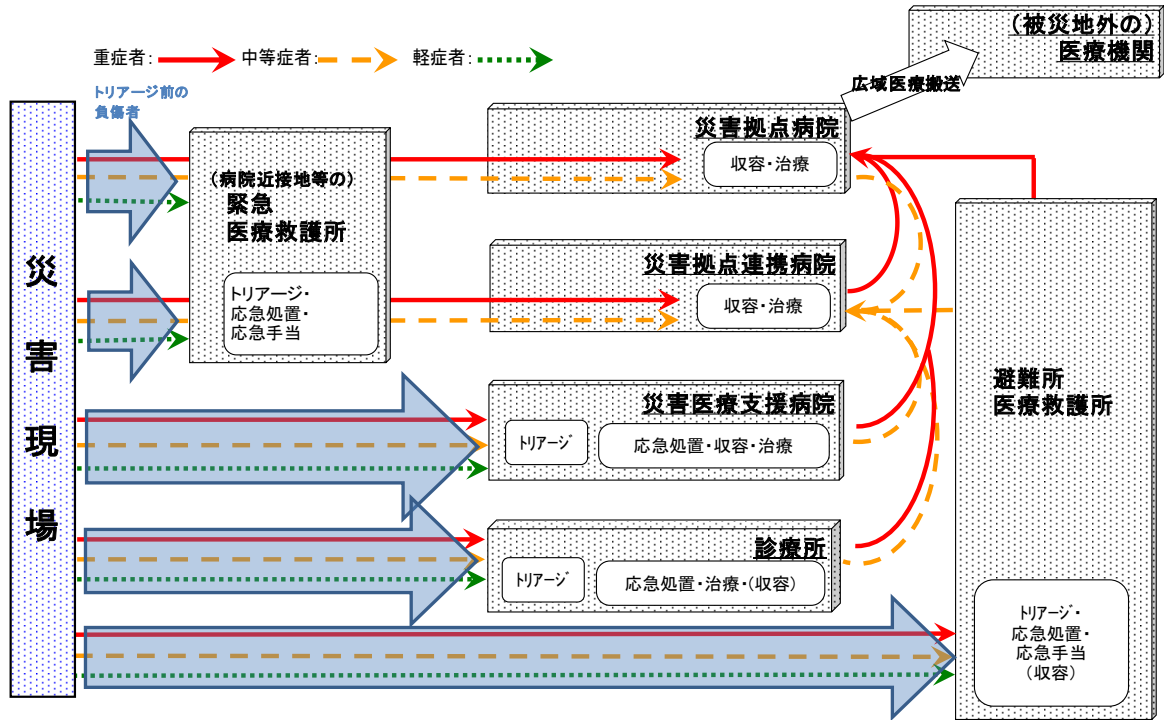 (被災地外の)
医療機関
重症者:
中等症者:
軽症者:
広域医療搬送
トリアージ前の
負傷者
災害拠点病院
収容・治療
(病院近接地等の)
緊急
医療救護所
トリアージ・
応急処置・
応急手当
災害拠点連携病院
収容・治療
災害現場
災害医療支援病院
トリアージ
応急処置・収容・治療
避難所
医療救護所
診療所
トリアージ
応急処置・治療・(収容)
トリアージ・
応急処置・
応急手当
(収容)